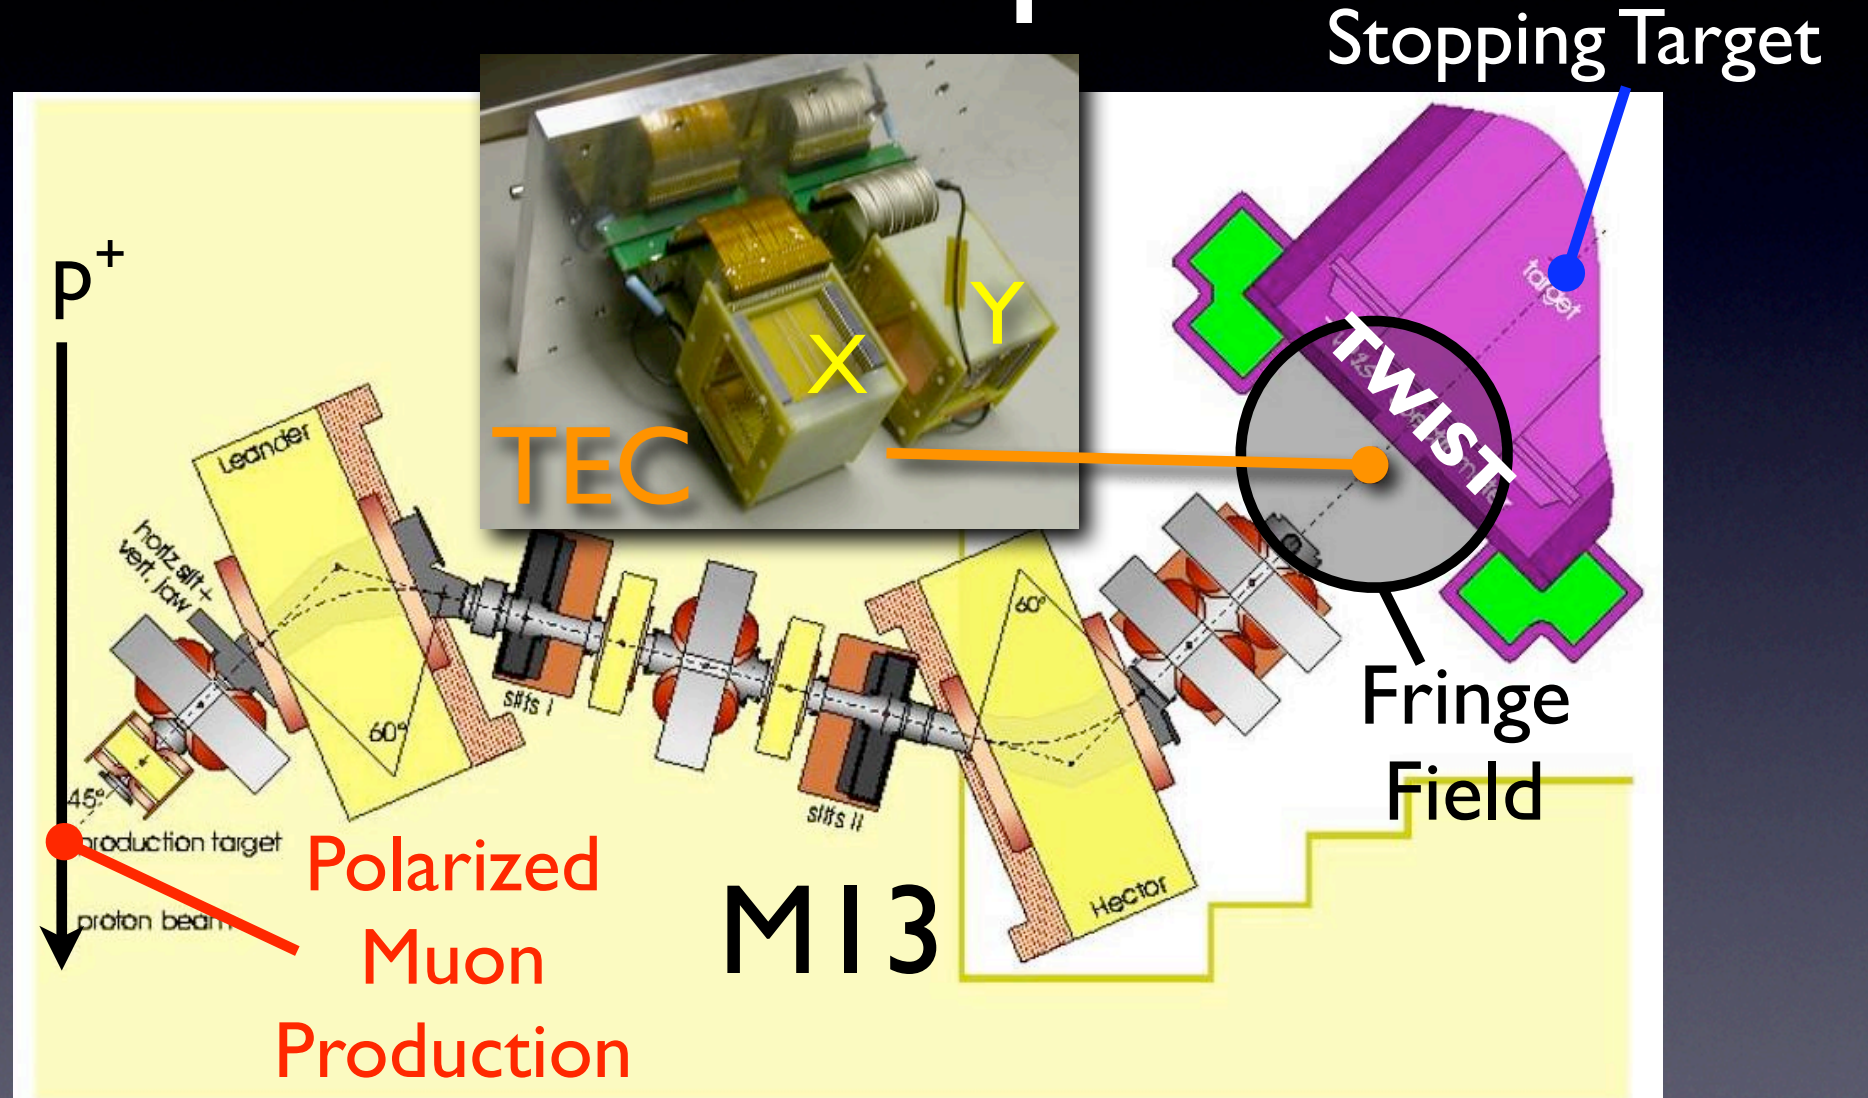 Stopping Target
p+
X
Y
TEC
target
TWIST
Leander
horiz slit +
vert. jaw
60°
60°
slits I
slits II
45°
production target
proton beam
Polarized
Muon
Production
M13
Hector
Fringe
Field